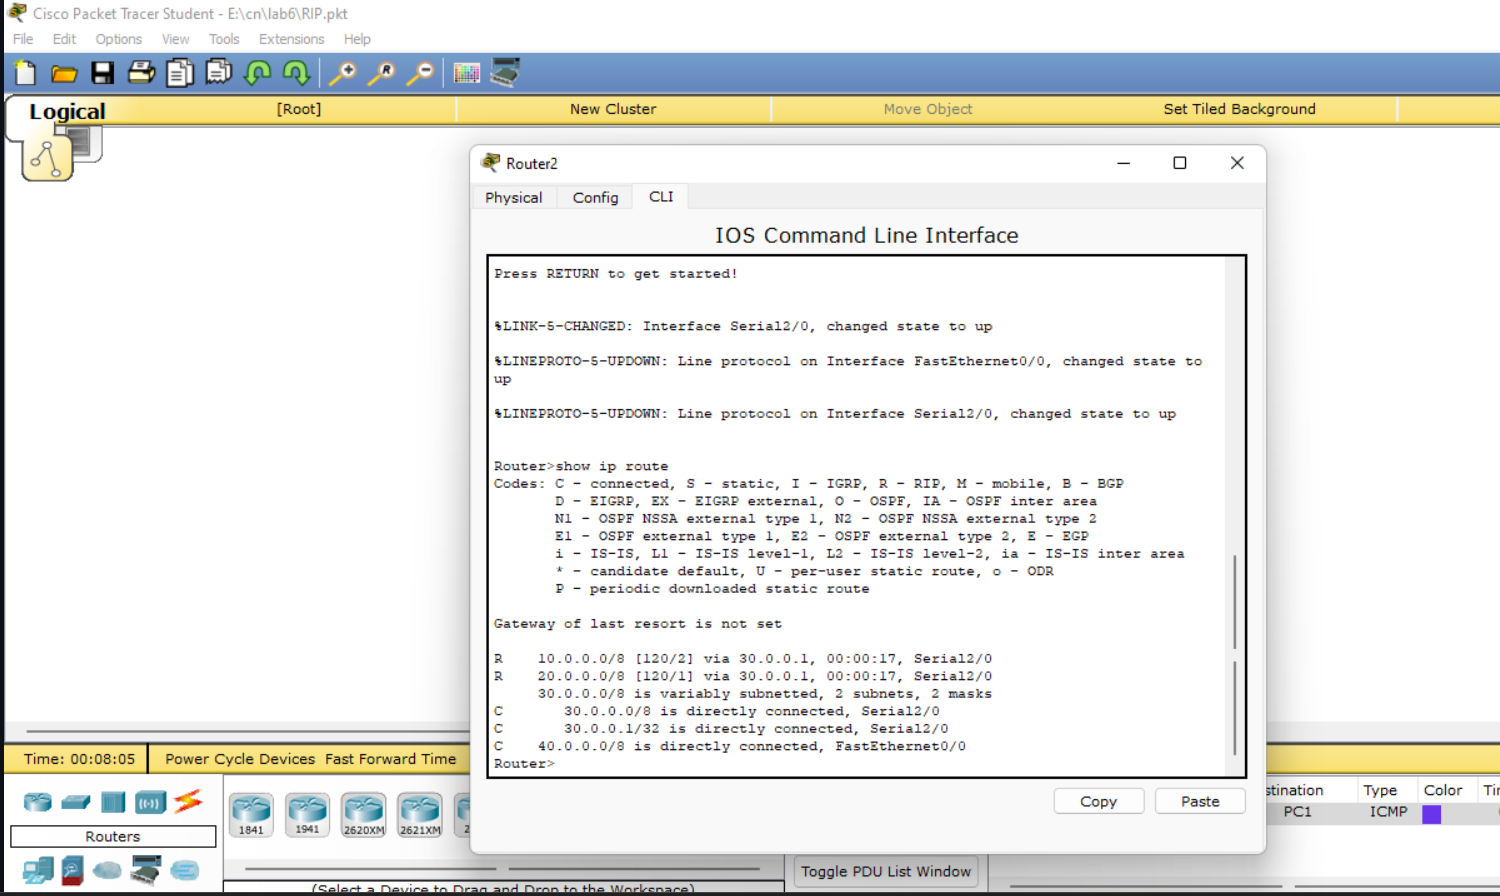 Cisco Packet Tracer Student - E:\cn\lab6\RIP.pkt
File Edit Options View Tools Extensions Help
Logical [Root] New Cluster Move Object Set Tiled Background
Router2
Physical Config CLI
IOS Command Line Interface
Press RETURN to get started!
%LINK-5-CHANGED: Interface Serial2/0, changed state to up
%LINEPROTO-5-UPDOWN: Line protocol on Interface FastEthernet0/0, changed state to
up
%LINEPROTO-5-UPDOWN: Line protocol on Interface Serial2/0, changed state to up
Router>show ip route
Codes: C - connected, S - static, I - IGRP, R - RIP, M - mobile, B - BGP
D - EIGRP, EX - EIGRP external, O - OSPF, IA - OSPF inter area
N1 - OSPF NSSA external type 1, N2 - OSPF NSSA external type 2
E1 - OSPF external type 1, E2 - OSPF external type 2, E - EGP
i - IS-IS, L1 - IS-IS level-1, L2 - IS-IS level-2, ia - IS-IS inter area
* - candidate default, U - per-user static route, o - ODR
P - periodic downloaded static route
Gateway of last resort is not set
R 10.0.0.0/8 [120/2] via 30.0.0.1, 00:00:17, Serial2/0
R 20.0.0.0/8 [120/1] via 30.0.0.1, 00:00:17, Serial2/0
30.0.0.0/8 is variably subnetted, 2 subnets, 2 masks
C 30.0.0.0/8 is directly connected, Serial2/0
C 30.0.0.1/32 is directly connected, Serial2/0
C 40.0.0.0/8 is directly connected, FastEthernet0/0
Router>
Copy Paste
Time: 00:08:05 Power Cycle Devices Fast Forward Time
stination Type Color Tir
PC1 ICMP
1841 1941 2620XM 2621XM 2
Routers
Toggle PDU List Window
(Select a Device to Drag and Drop to the Workspace)